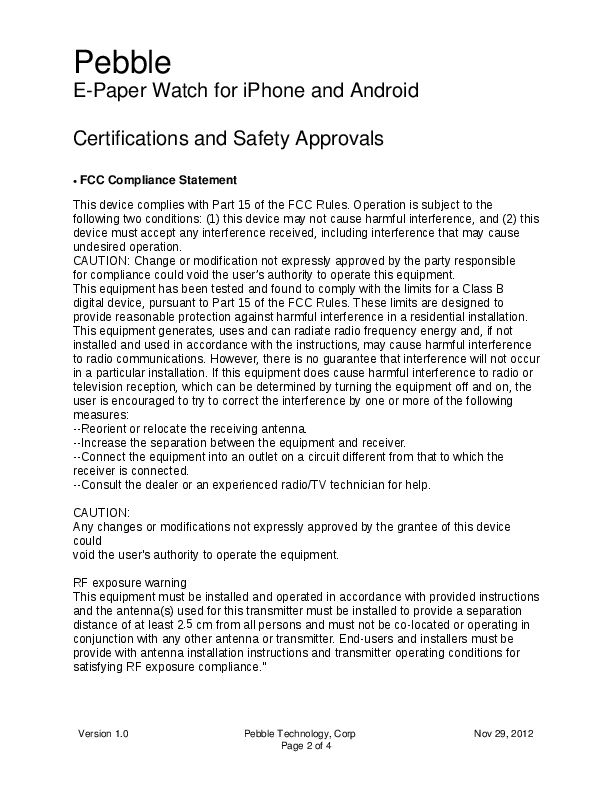 Pebble
E-Paper Watch for iPhone and Android
Certifications and Safety Approvals
• FCC Compliance Statement
This device complies with Part 15 of the FCC Rules. Operation is subject to the
following two conditions: (1) this device may not cause harmful interference, and (2) this
device must accept any interference received, including interference that may cause
undesired operation.
CAUTION: Change or modification not expressly approved by the party responsible
for compliance could void the user's authority to operate this equipment.
This equipment has been tested and found to comply with the limits for a Class B
digital device, pursuant to Part 15 of the FCC Rules. These limits are designed to
provide reasonable protection against harmful interference in a residential installation.
This equipment generates, uses and can radiate radio frequency energy and, if not
installed and used in accordance with the instructions, may cause harmful interference
to radio communications. However, there is no guarantee that interference will not occur
in a particular installation. If this equipment does cause harmful interference to radio or
television reception, which can be determined by turning the equipment off and on, the
user is encouraged to try to correct the interference by one or more of the following
measures:
--Reorient or relocate the receiving antenna.
--Increase the separation between the equipment and receiver.
--Connect the equipment into an outlet on a circuit different from that to which the
receiver is connected.
--Consult the dealer or an experienced radio/TV technician for help.
CAUTION:
Any changes or modifications not expressly approved by the grantee of this device
could
void the user's authority to operate the equipment.
RF exposure warning
This equipment must be installed and operated in accordance with provided instructions
and the antenna(s) used for this transmitter must be installed to provide a separation
distance of at least 2.5 cm from all persons and must not be co-located or operating in
conjunction with any other antenna or transmitter. End-users and installers must be
provide with antenna installation instructions and transmitter operating conditions for
satisfying RF exposure compliance."
Version 1.0 Pebble Technology, Corp Nov 29, 2012
Page 2 of 4